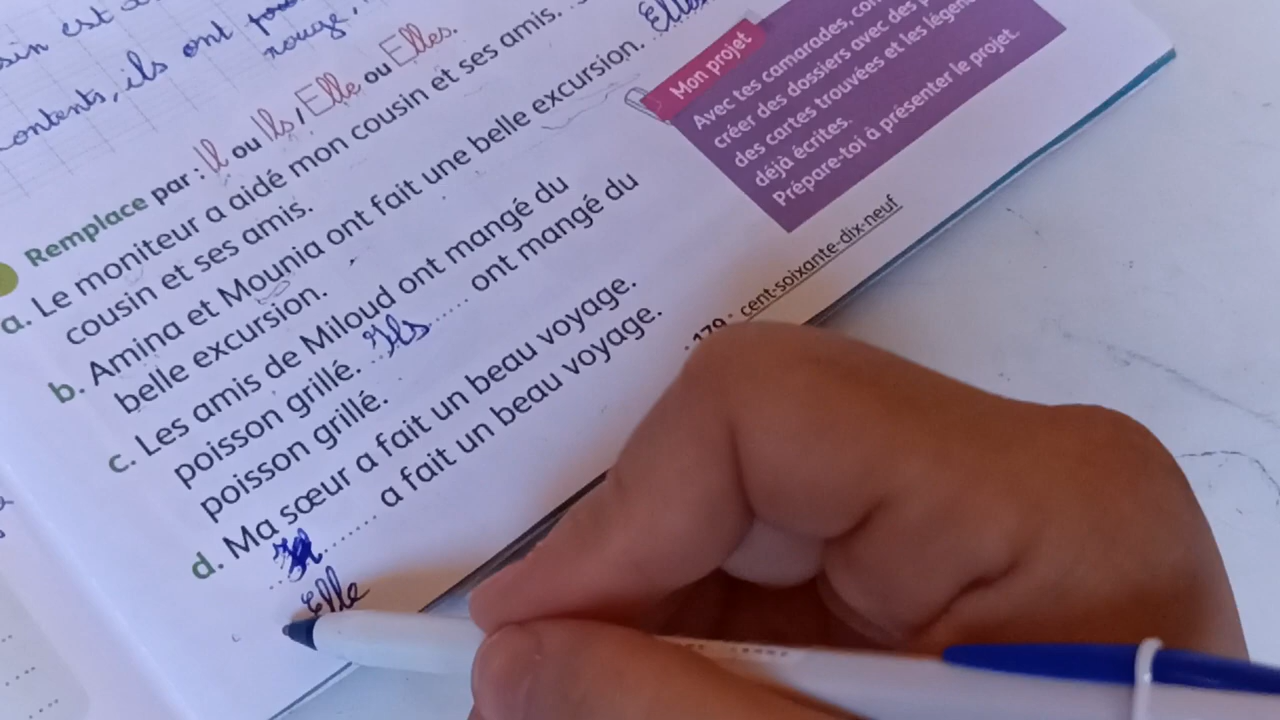 ontents, ils ont
rouge,
Remplace par : Il ou Ils / Elle ou Elles.
a. Le moniteur a aidé mon cousin et ses amis.
cousin et ses amis.
b. Amina et Mounia ont fait une belle excursion. Elles
belle excursion.
c. Les amis de Miloud ont mangé du
poisson grillé. ..Ils...... ont mangé du
poisson grillé.
d. Ma sœur a fait un beau voyage.
.......... a fait un beau voyage.
Elle
Mon projet
Avec tes camarades,
créer des dossiers avec des
des cartes trouvées et les
déjà écrites.
Prépare-toi à présenter le projet.
• 179 • cent-soixante-dix-neuf